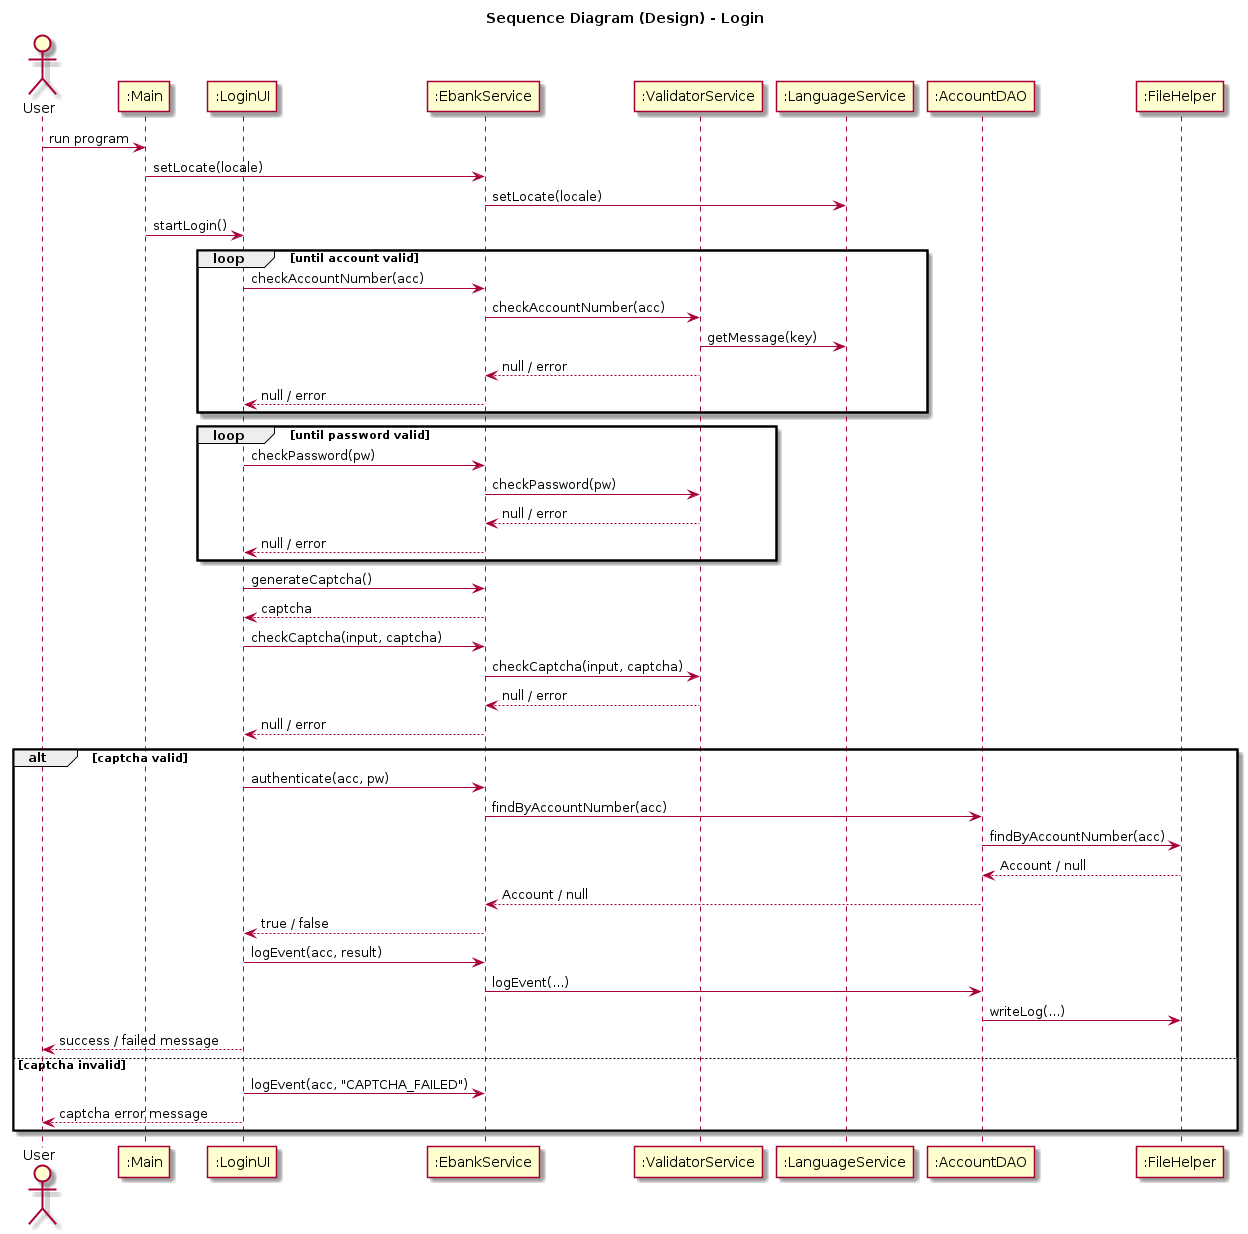 Sequence Diagram (Design) - Login
User
:Main
:LoginUI
:EbankService
:ValidatorService
:LanguageService
:AccountDAO
:FileHelper
run program
setLocate(locale)
setLocate(locale)
startLogin()
loop
[until account valid]
checkAccountNumber(acc)
checkAccountNumber(acc)
getMessage(key)
null / error
null / error
loop
[until password valid]
checkPassword(pw)
checkPassword(pw)
null / error
null / error
generateCaptcha()
captcha
checkCaptcha(input, captcha)
checkCaptcha(input, captcha)
null / error
null / error
alt
[captcha valid]
authenticate(acc, pw)
findByAccountNumber(acc)
findByAccountNumber(acc)
Account / null
Account / null
true / false
logEvent(acc, result)
logEvent(...)
writeLog(...)
success / failed message
[captcha invalid]
logEvent(acc, "CAPTCHA_FAILED")
captcha error message
User
:Main
:LoginUI
:EbankService
:ValidatorService
:LanguageService
:AccountDAO
:FileHelper